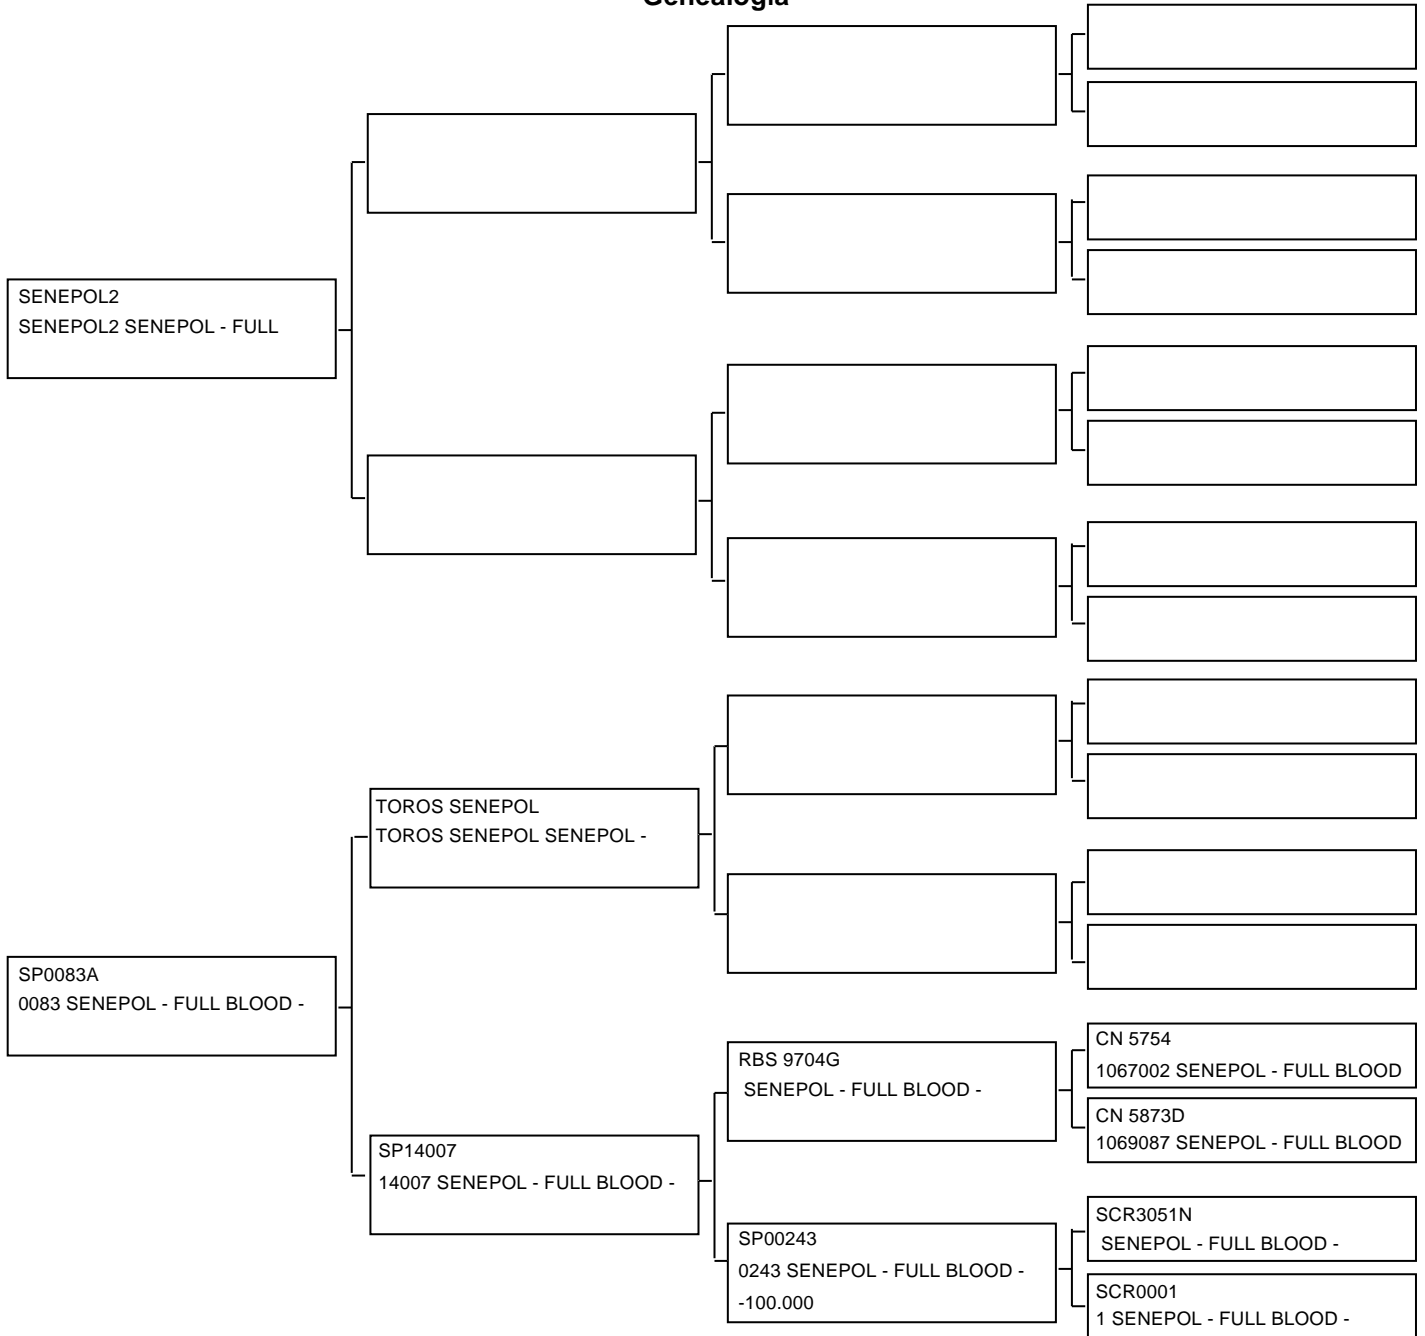 Genealogía
SENEPOL2
SENEPOL2 SENEPOL - FULL
TOROS SENEPOL
TOROS SENEPOL SENEPOL -
SP0083A
0083 SENEPOL - FULL BLOOD -
SP14007
14007 SENEPOL - FULL BLOOD -
RBS 9704G
SENEPOL - FULL BLOOD -
SP00243
0243 SENEPOL - FULL BLOOD -
-100.000
CN 5754
1067002 SENEPOL - FULL BLOOD
CN 5873D
1069087 SENEPOL - FULL BLOOD
SCR3051N
SENEPOL - FULL BLOOD -
SCR0001
1 SENEPOL - FULL BLOOD -